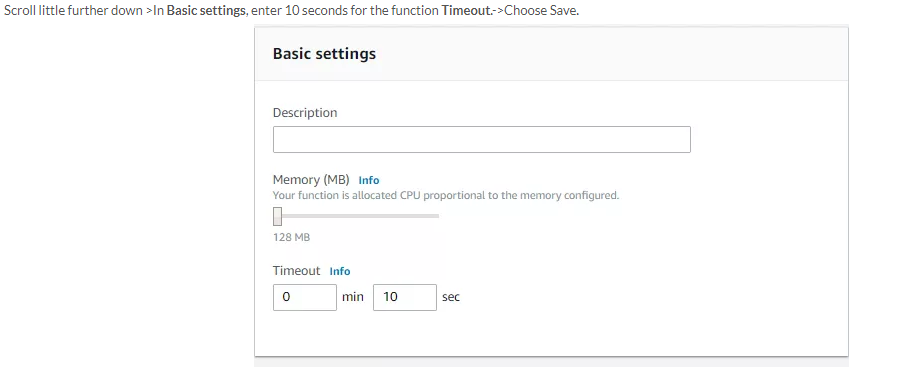 Scroll little further down >In Basic settings, enter 10 seconds for the function Timeout.->Choose Save.
Basic settings
Description
Memory (MB) Info
Your function is allocated CPU proportional to the memory configured.
128 MB
Timeout Info
0 min 10 sec